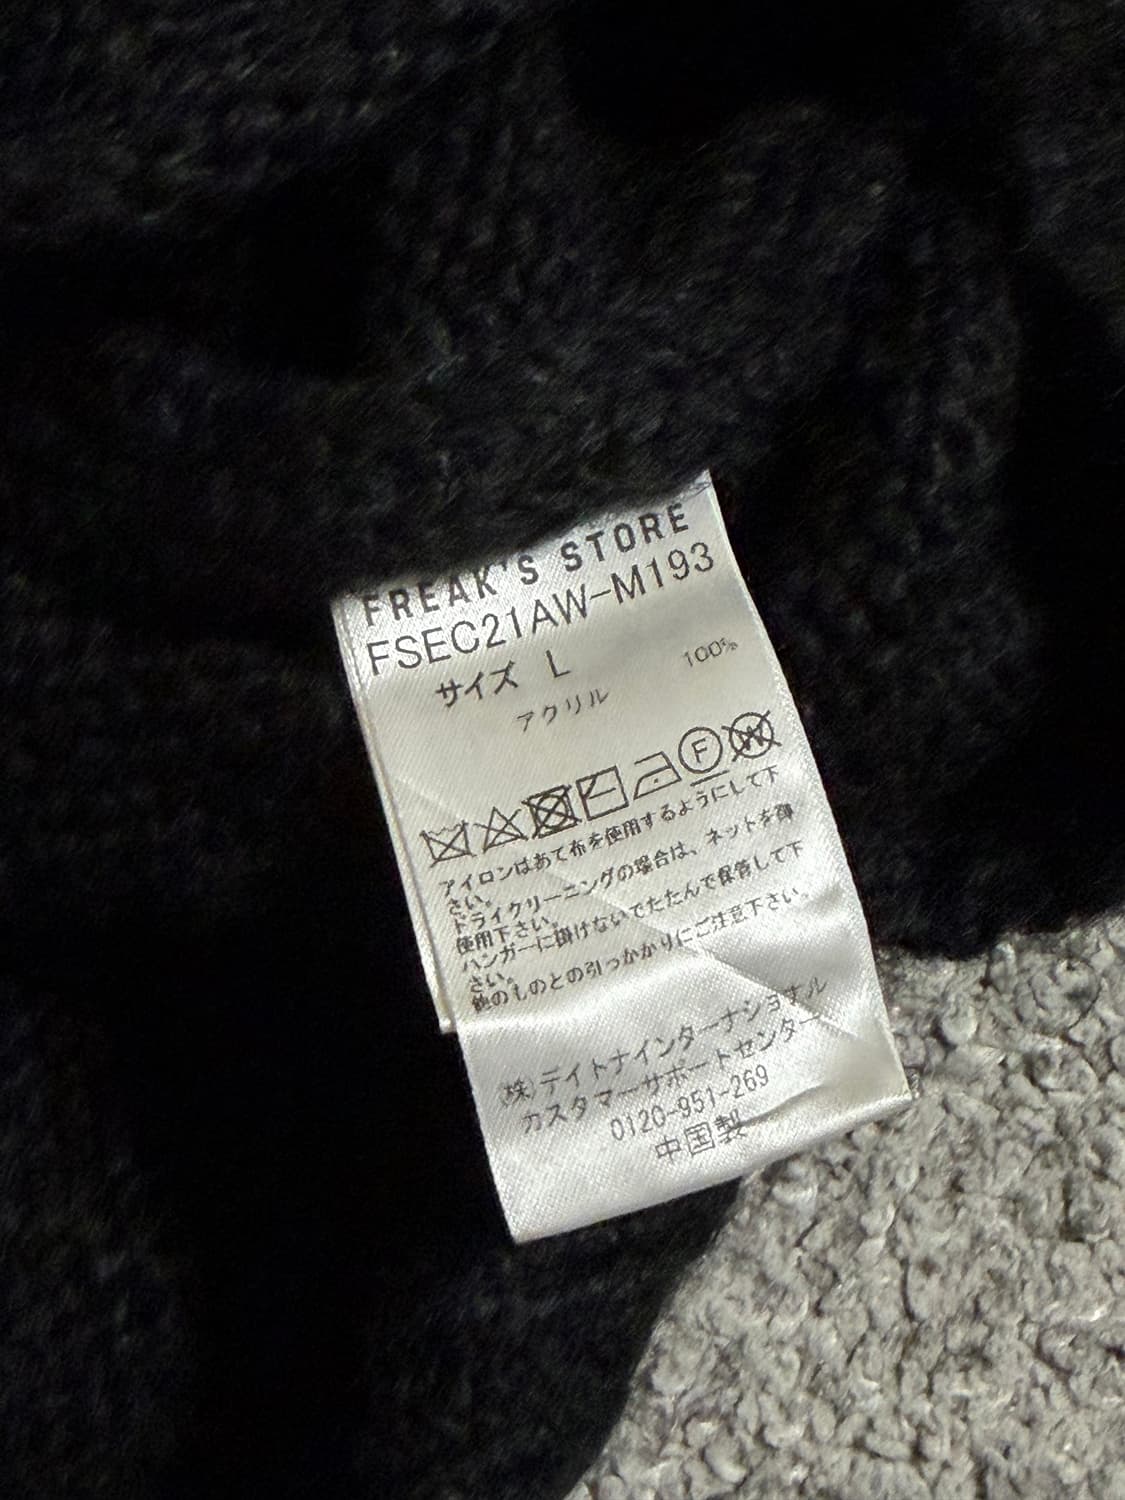 FREAK'S STORE
FSEC21AW-M193
サイズ L
アクリル 100%
F W
アイロンはあて布を使用するようにして下
さい。
ドライクリーニングの場合は、ネットを御
使用下さい。
ハンガーに掛けないでたたんで保管して下
さい。
他のものとの引っかかりにご注意下さい。
(株)デイトナインターナショナル
カスタマーサポートセンター
0120-951-269
中国製